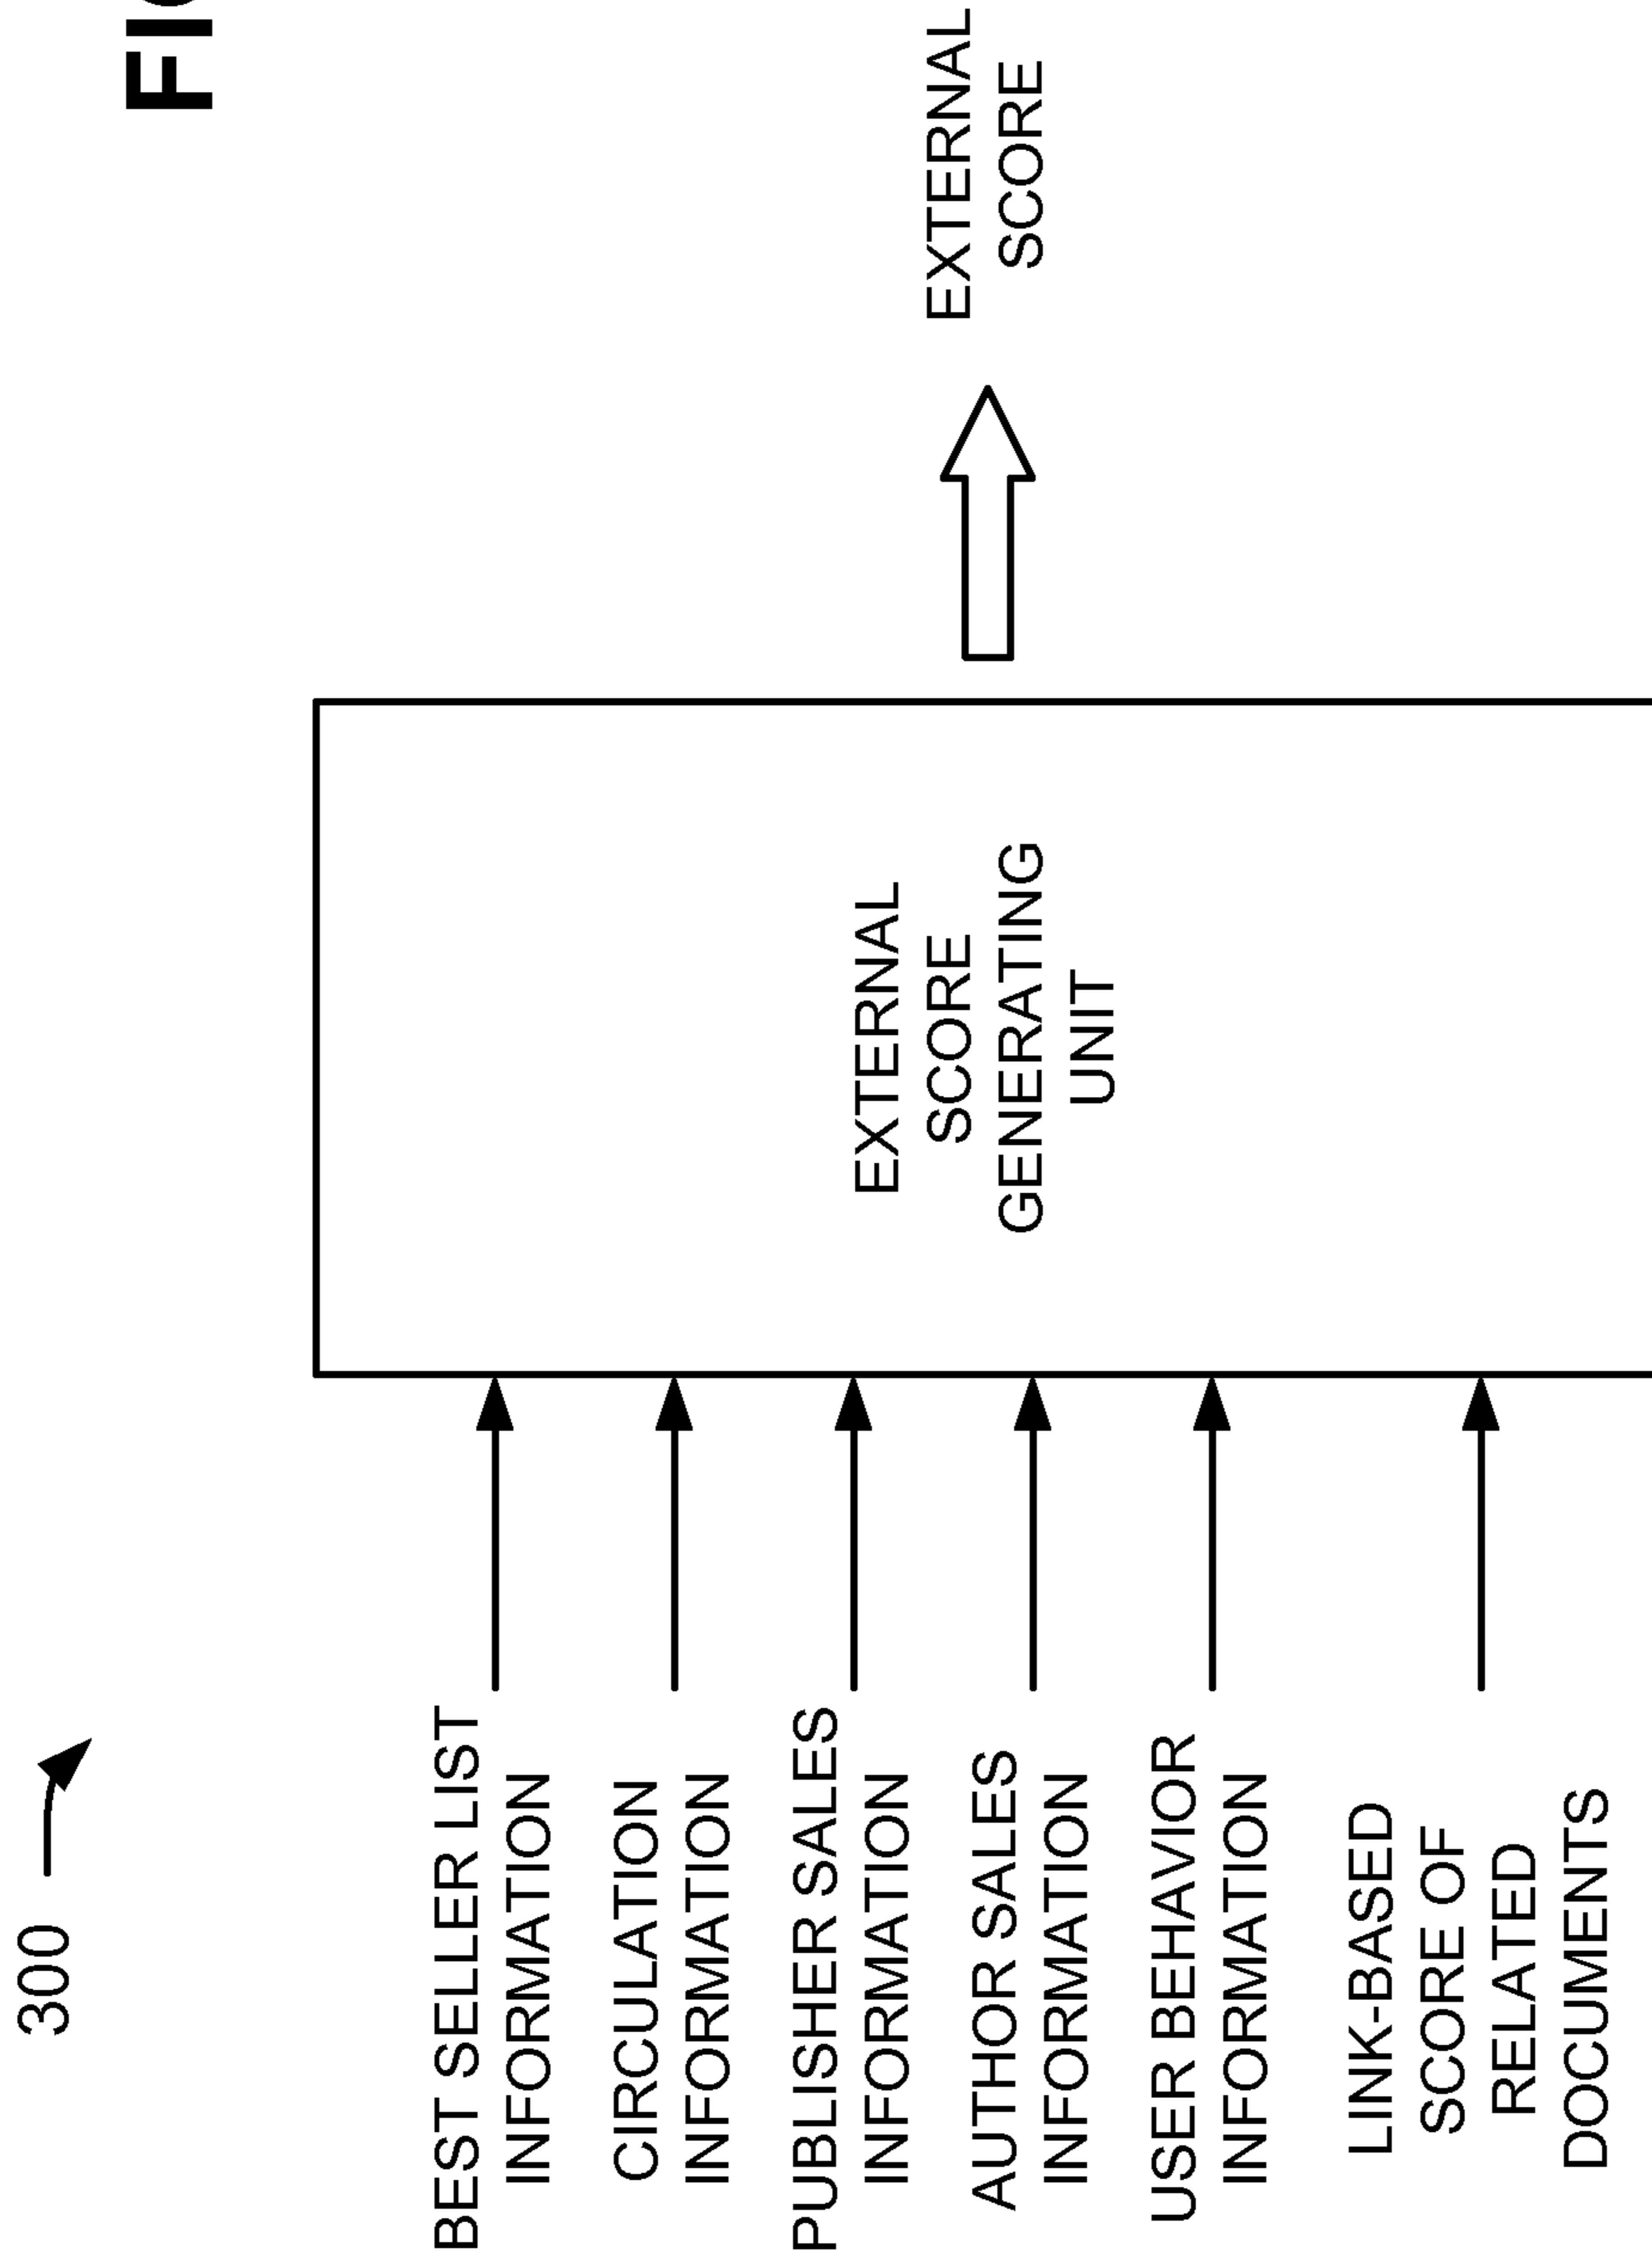 300
BEST SELLER LIST
INFORMATION
CIRCULATION
INFORMATION
PUBLISHER SALES
INFORMATION
AUTHOR SALES
INFORMATION
USER BEHAVIOR
INFORMATION
LINK-BASED
SCORE OF
RELATED
DOCUMENTS
EXTERNAL
SCORE
GENERATING
UNIT
EXTERNAL
SCORE